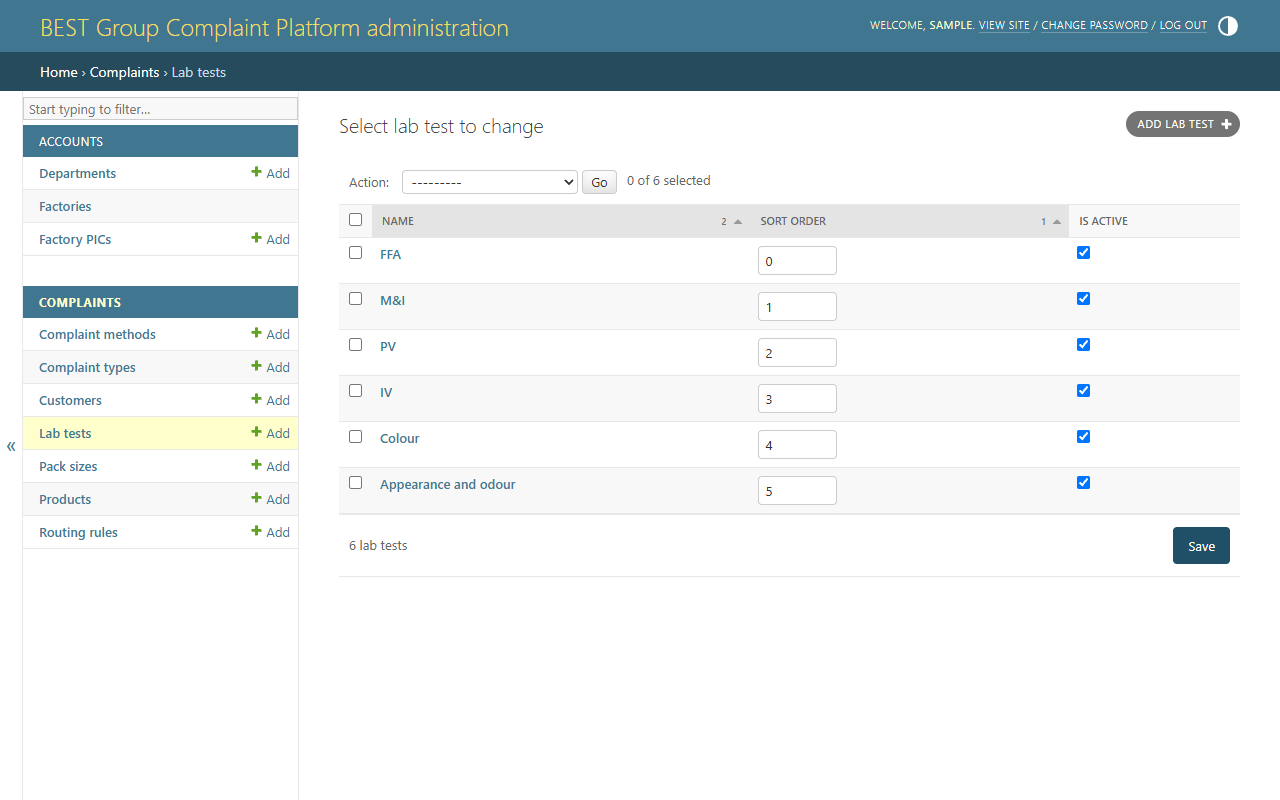 BEST Group Complaint Platform administration
WELCOME, SAMPLE. VIEW SITE / CHANGE PASSWORD / LOG OUT
Home › Complaints › Lab tests
Start typing to filter...
ACCOUNTS
Departments Add
Factories
Factory PICs Add
COMPLAINTS
Complaint methods Add
Complaint types Add
Customers Add
Lab tests Add
Pack sizes Add
Products Add
Routing rules Add
«
Select lab test to change
ADD LAB TEST +
Action: --------- Go 0 of 6 selected
NAME 2 SORT ORDER 1 IS ACTIVE
FFA 0
M&I 1
PV 2
IV 3
Colour 4
Appearance and odour 5
6 lab tests
Save